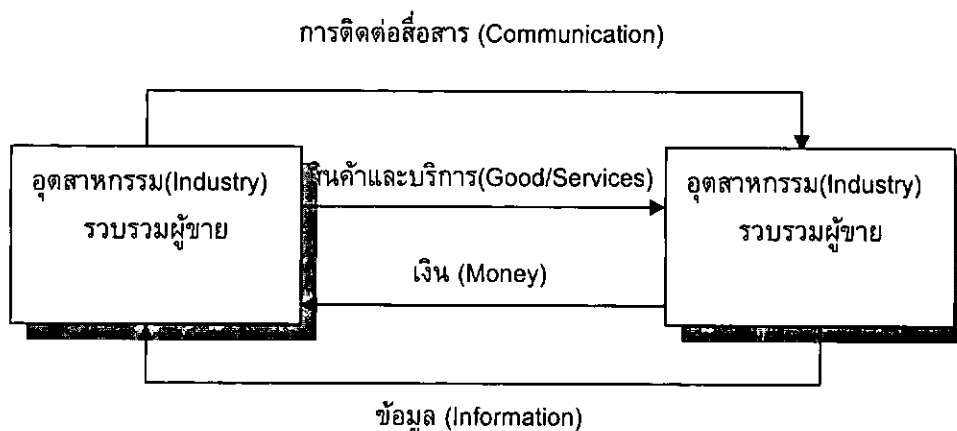 การติดต่อสื่อสาร (Communication)
อุตสาหกรรม(Industry)
รวบรวมผู้ขาย
ินค้าและบริการ(Good/Services)
เงิน (Money)
อุตสาหกรรม(Industry)
รวบรวมผู้ขาย
ข้อมูล (Information)